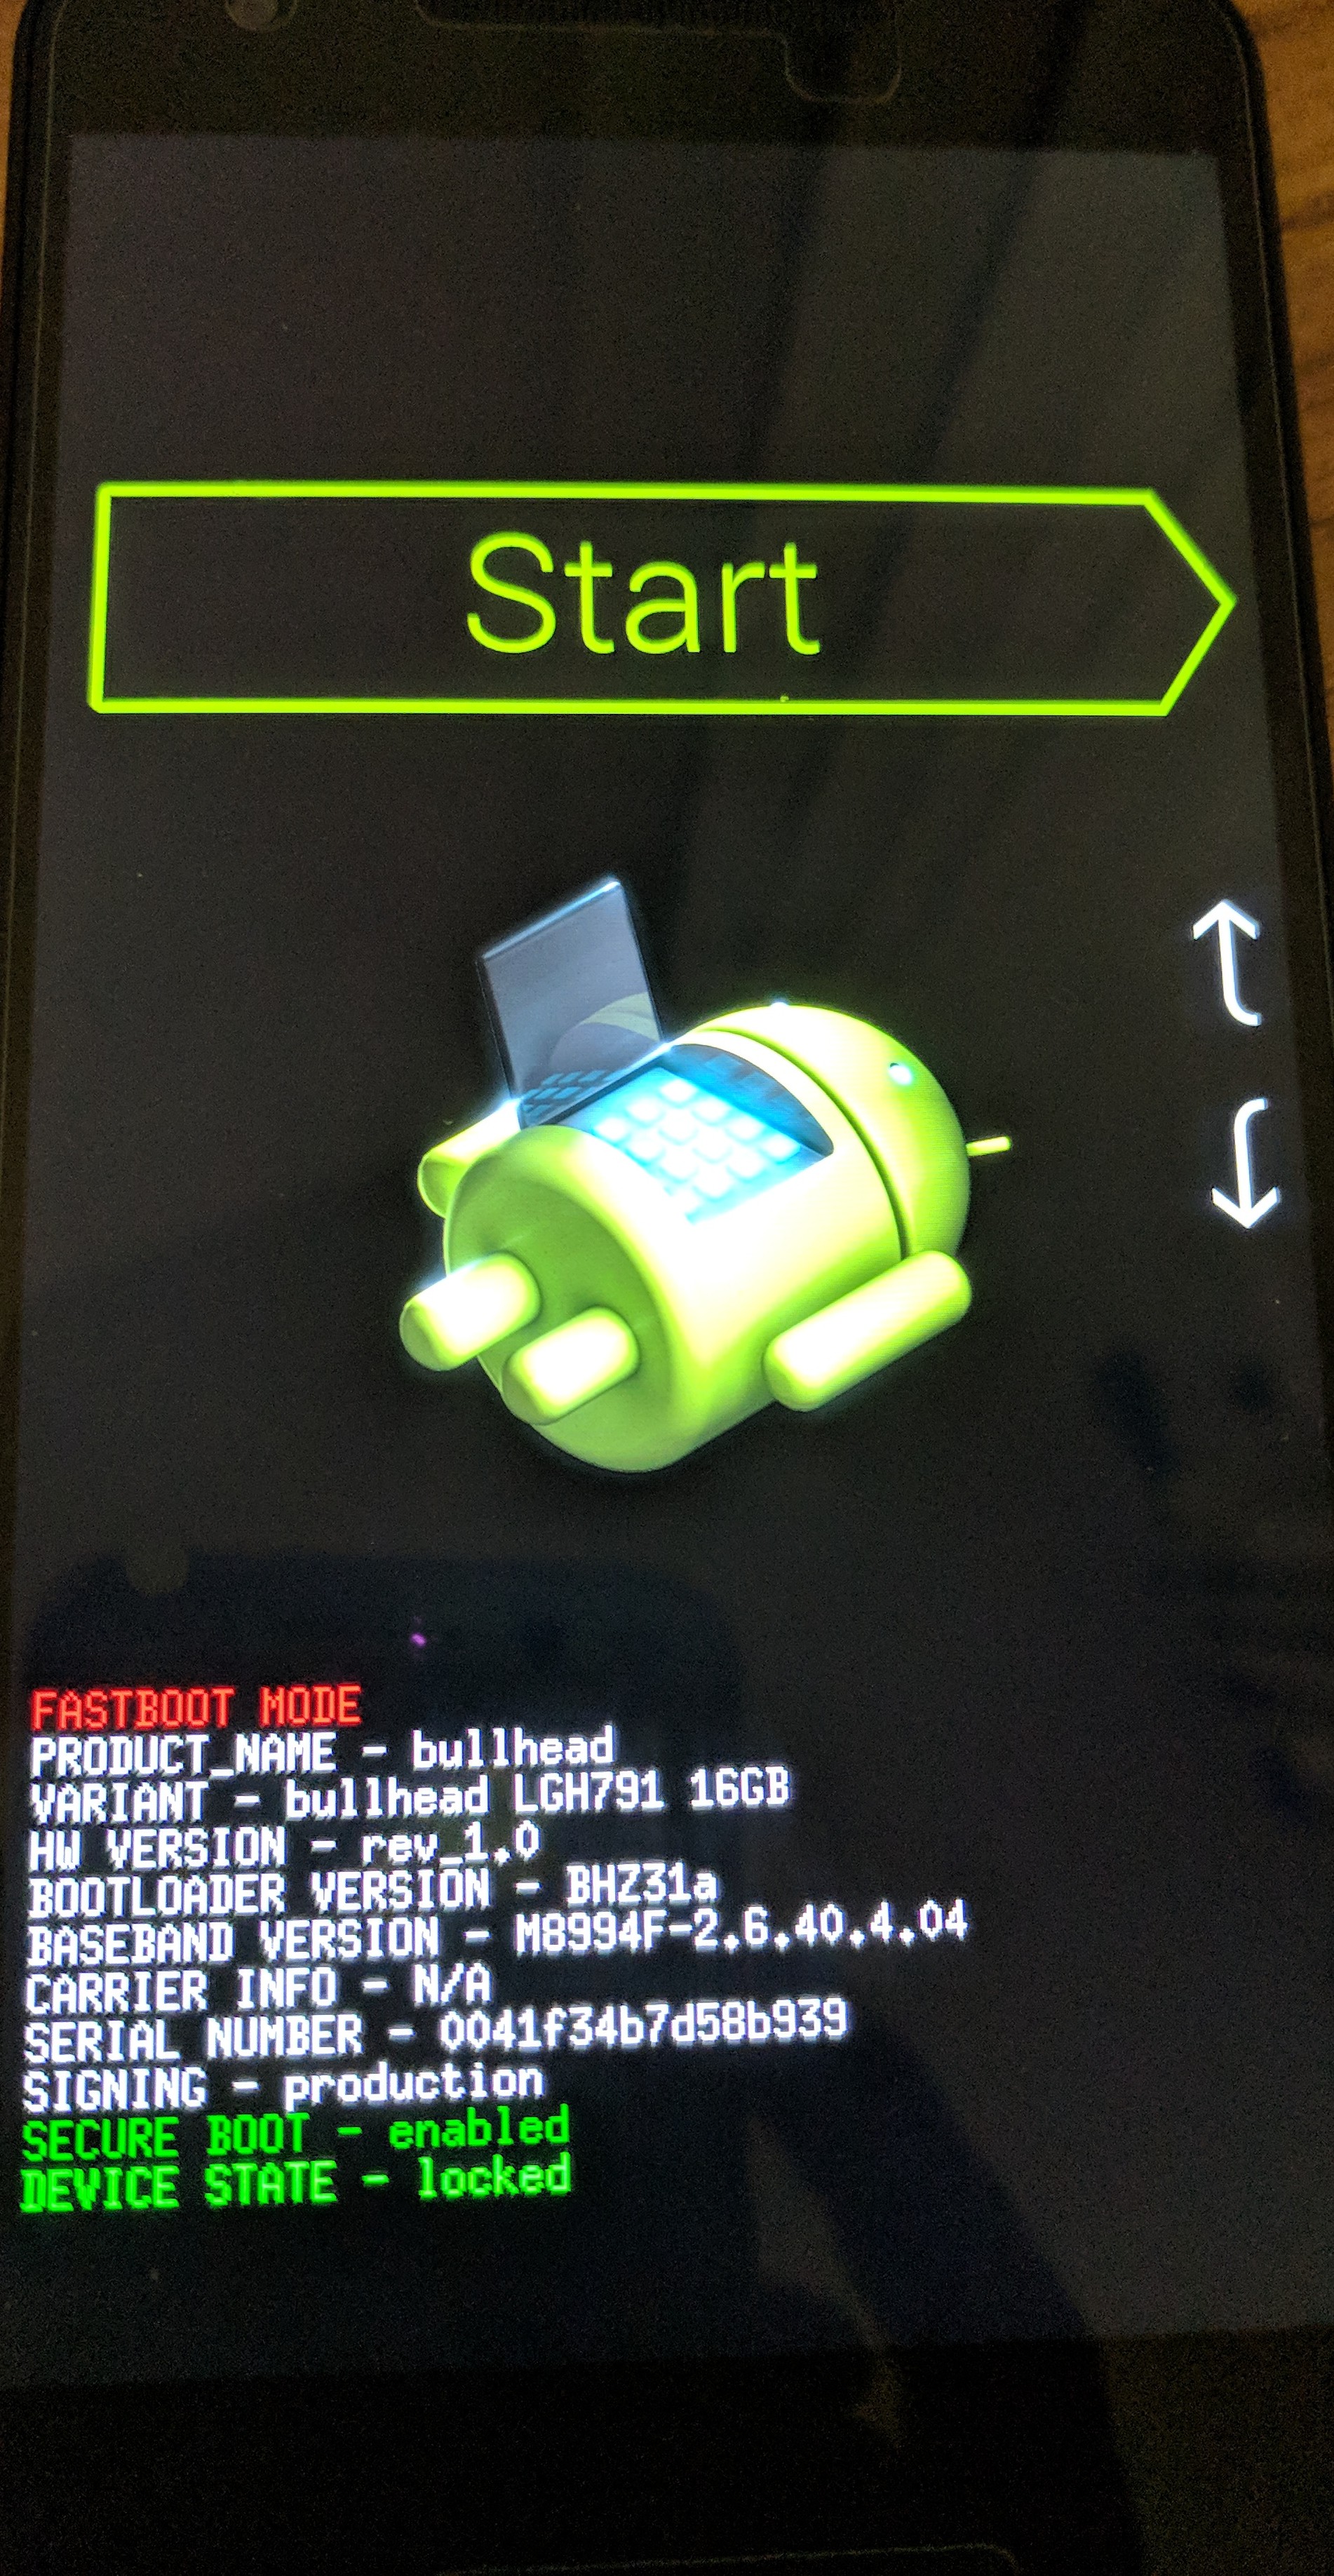 Start
FASTBOOT MODE
PRODUCT_NAME - bullhead
VARIANT - bullhead LGH791 16GB
HW VERSION - rev_1.0
BOOTLOADER VERSION - BHZ31a
BASEBAND VERSION - M8994F-2.6.40.4.04
CARRIER INFO - N/A
SERIAL NUMBER - 0041f34b7d58b939
SIGNING - production
SECURE BOOT - enabled
DEVICE STATE - locked